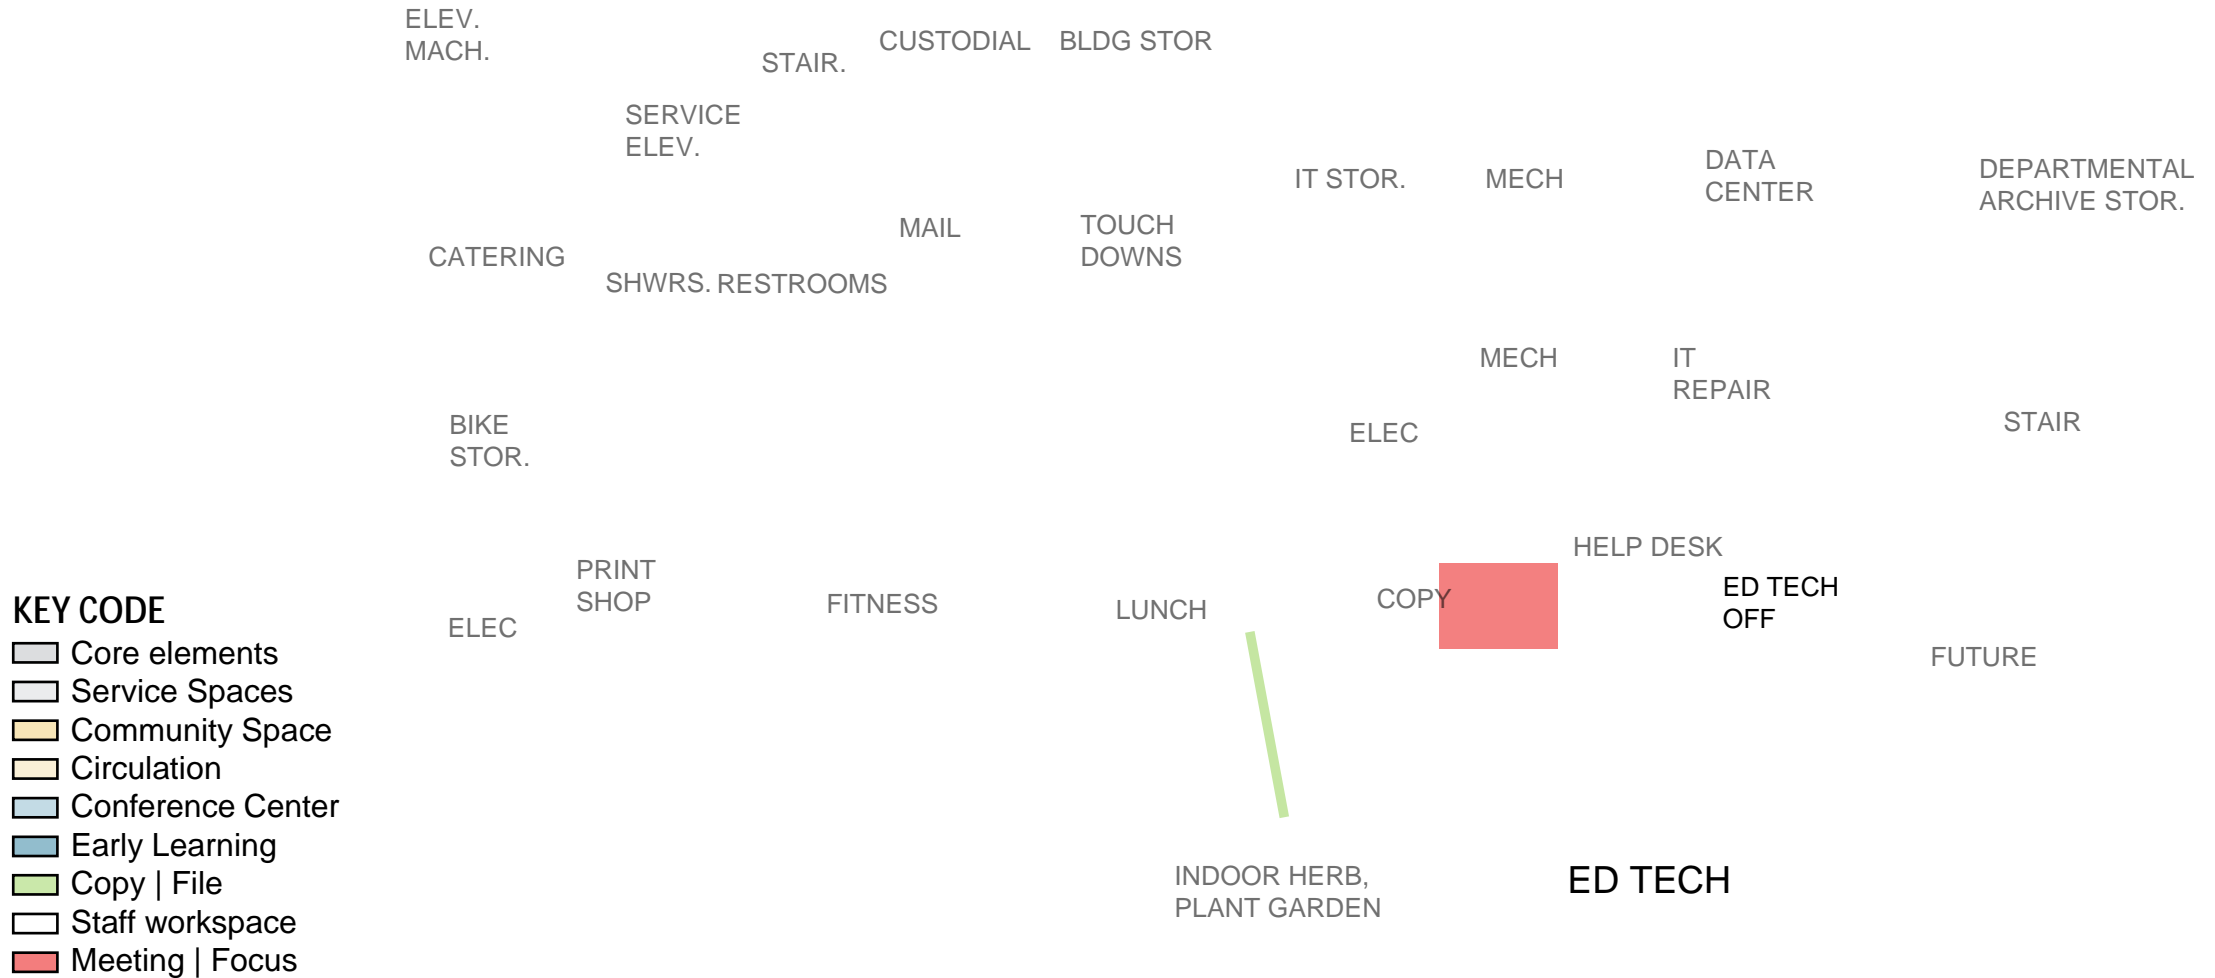 ELEV.
MACH.
STAIR.
CUSTODIAL
BLDG STOR
SERVICE
ELEV.
IT STOR.
MECH
DATA
CENTER
DEPARTMENTAL
ARCHIVE STOR.
MAIL
TOUCH
DOWNS
CATERING
SHWRS.
RESTROOMS
MECH
IT
REPAIR
BIKE
STOR.
ELEC
STAIR
HELP DESK
PRINT
SHOP
ELEC
FITNESS
LUNCH
COPY
ED TECH
OFF
FUTURE
INDOOR HERB,
PLANT GARDEN
ED TECH
KEY CODE
Core elements
Service Spaces
Community Space
Circulation
Conference Center
Early Learning
Copy | File
Staff workspace
Meeting | Focus